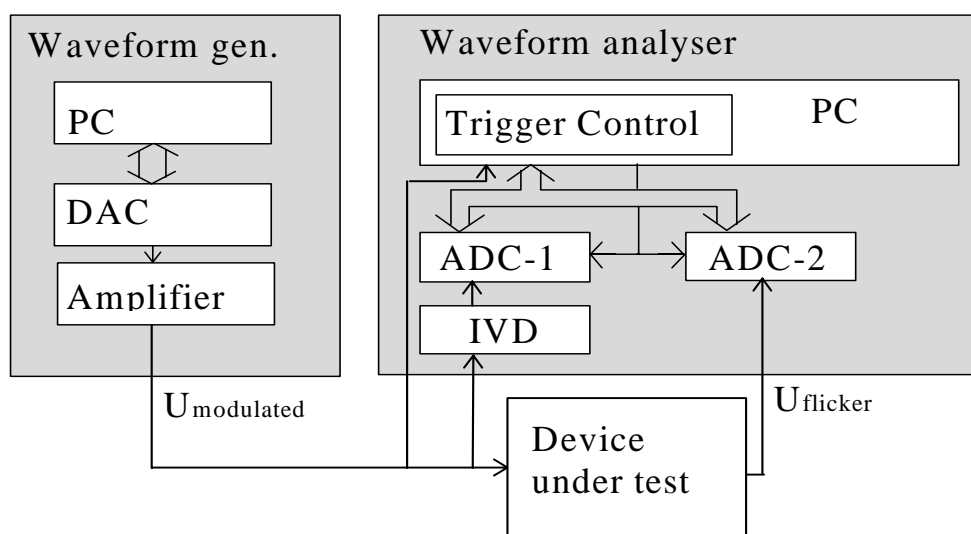 Waveform gen.
PC
DAC
Amplifier
Umodulated
Waveform analyser
Trigger Control
PC
ADC-1
ADC-2
IVD
Uflicker
Device
under test